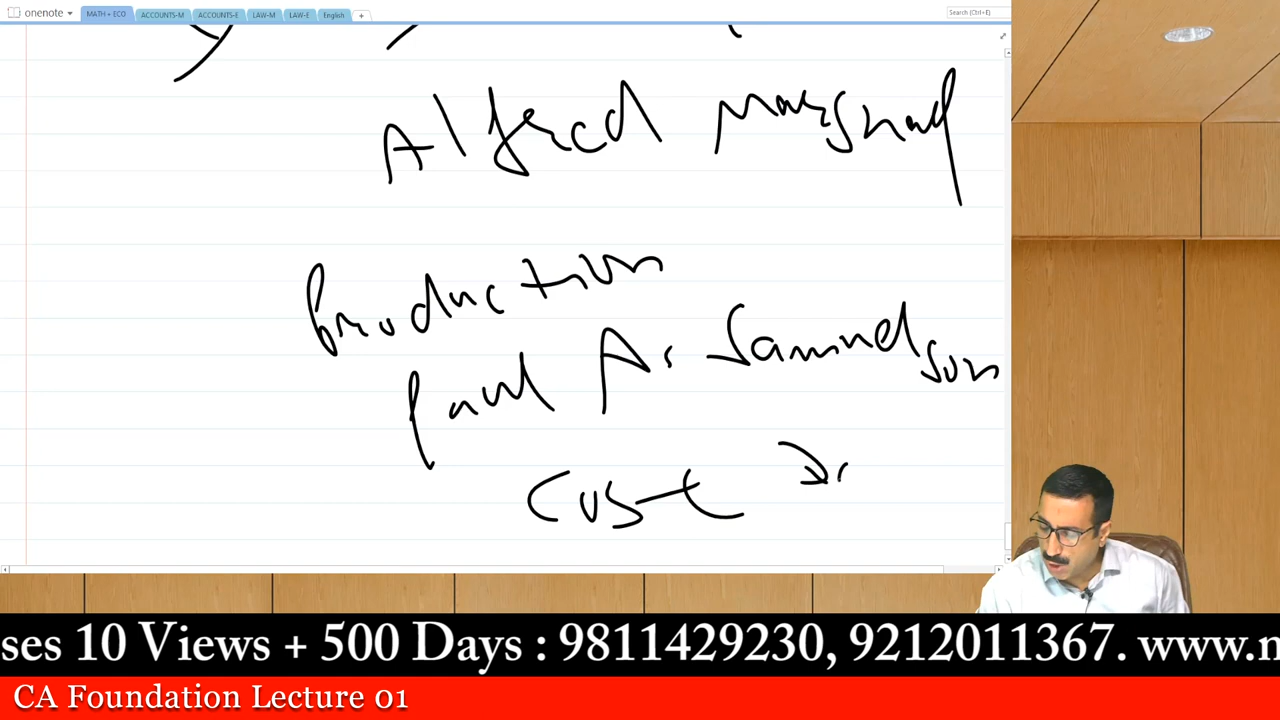 onenote
MATH + ECO
ACCOUNTS-M
ACCOUNTS-E
LAW-M
LAW-E
English
Search (Ctrl+E)
Alfred Marshall
Production
Paul A. Samuelson
Cost
ses 10 Views + 500 Days : 9811429230, 9212011367. www.
CA Foundation Lecture 01